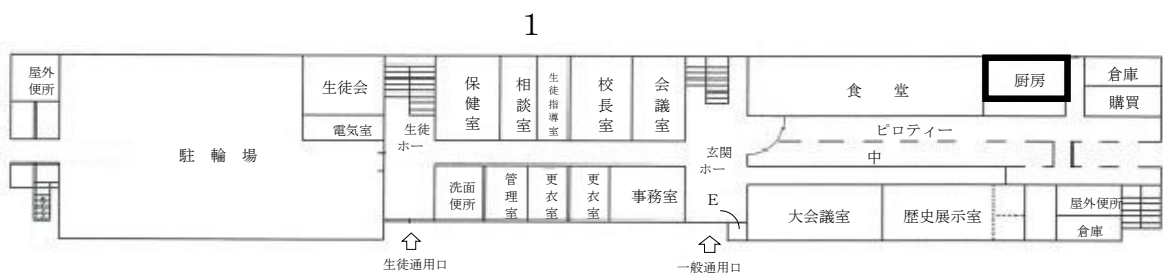 1
屋外
便所
駐輪場
生徒会
電気室
生徒
ホー
保健室
相談室
生徒指導室
校長室
会議室
洗面
便所
管理室
更衣室
更衣室
事務室
玄関
ホー
E
食堂
厨房
倉庫
購買
ピロティー
中
大会議室
歴史展示室
屋外便所
倉庫
生徒通用口
一般通用口